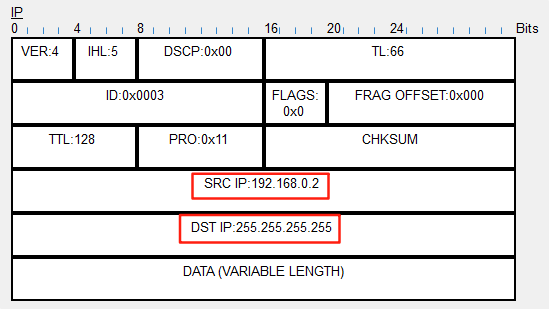 IP
0 4 8 16 20 24 Bits
VER:4 IHL:5 DSCP:0x00 TL:66
ID:0x0003 FLAGS: 0x0 FRAG OFFSET:0x000
TTL:128 PRO:0x11 CHKSUM
SRC IP:192.168.0.2
DST IP:255.255.255.255
DATA (VARIABLE LENGTH)